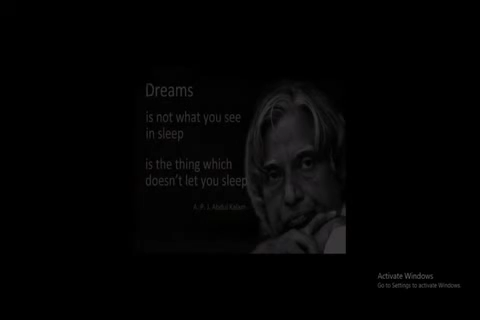 Dreams
is not what you see
in sleep
is the thing which
doesn't let you sleep
A. P. J. Abdul Kalam
Activate Windows
Go to Settings to activate Windows.